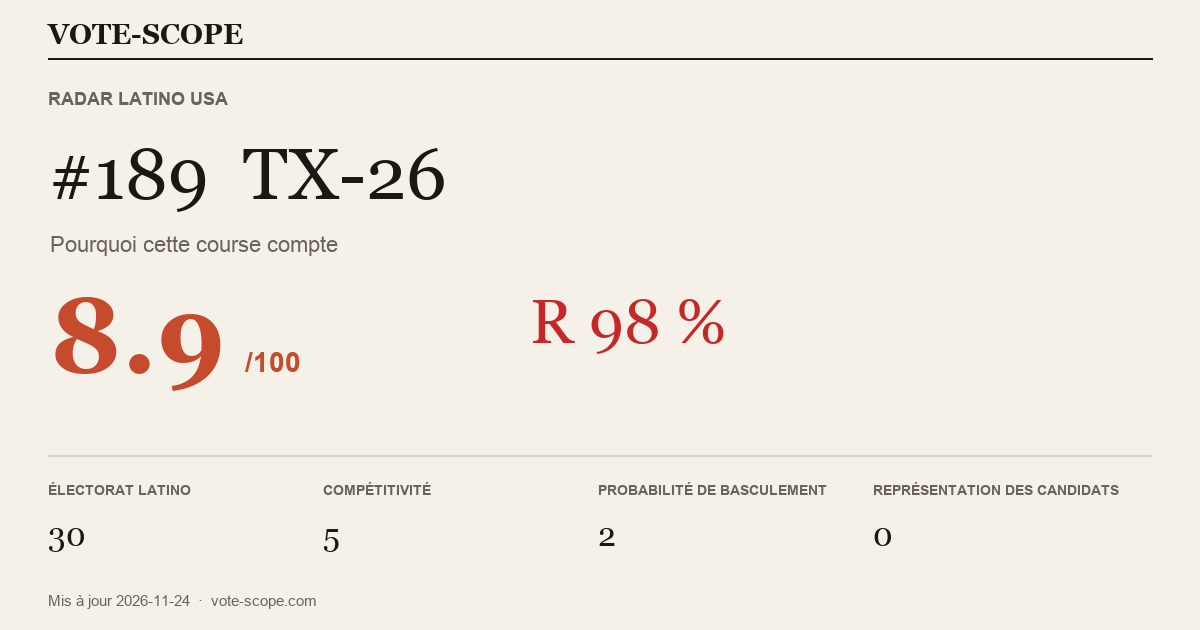 VOTE-SCOPE
RADAR LATINO USA
#189 TX-26
Pourquoi cette course compte
8.9 /100
R 98 %
ÉLECTORAT LATINO
COMPÉTITIVITÉ
PROBABILITÉ DE BASCULEMENT
REPRÉSENTATION DES CANDIDATS
30
5
2
0
Mis à jour 2026-11-24 · vote-scope.com